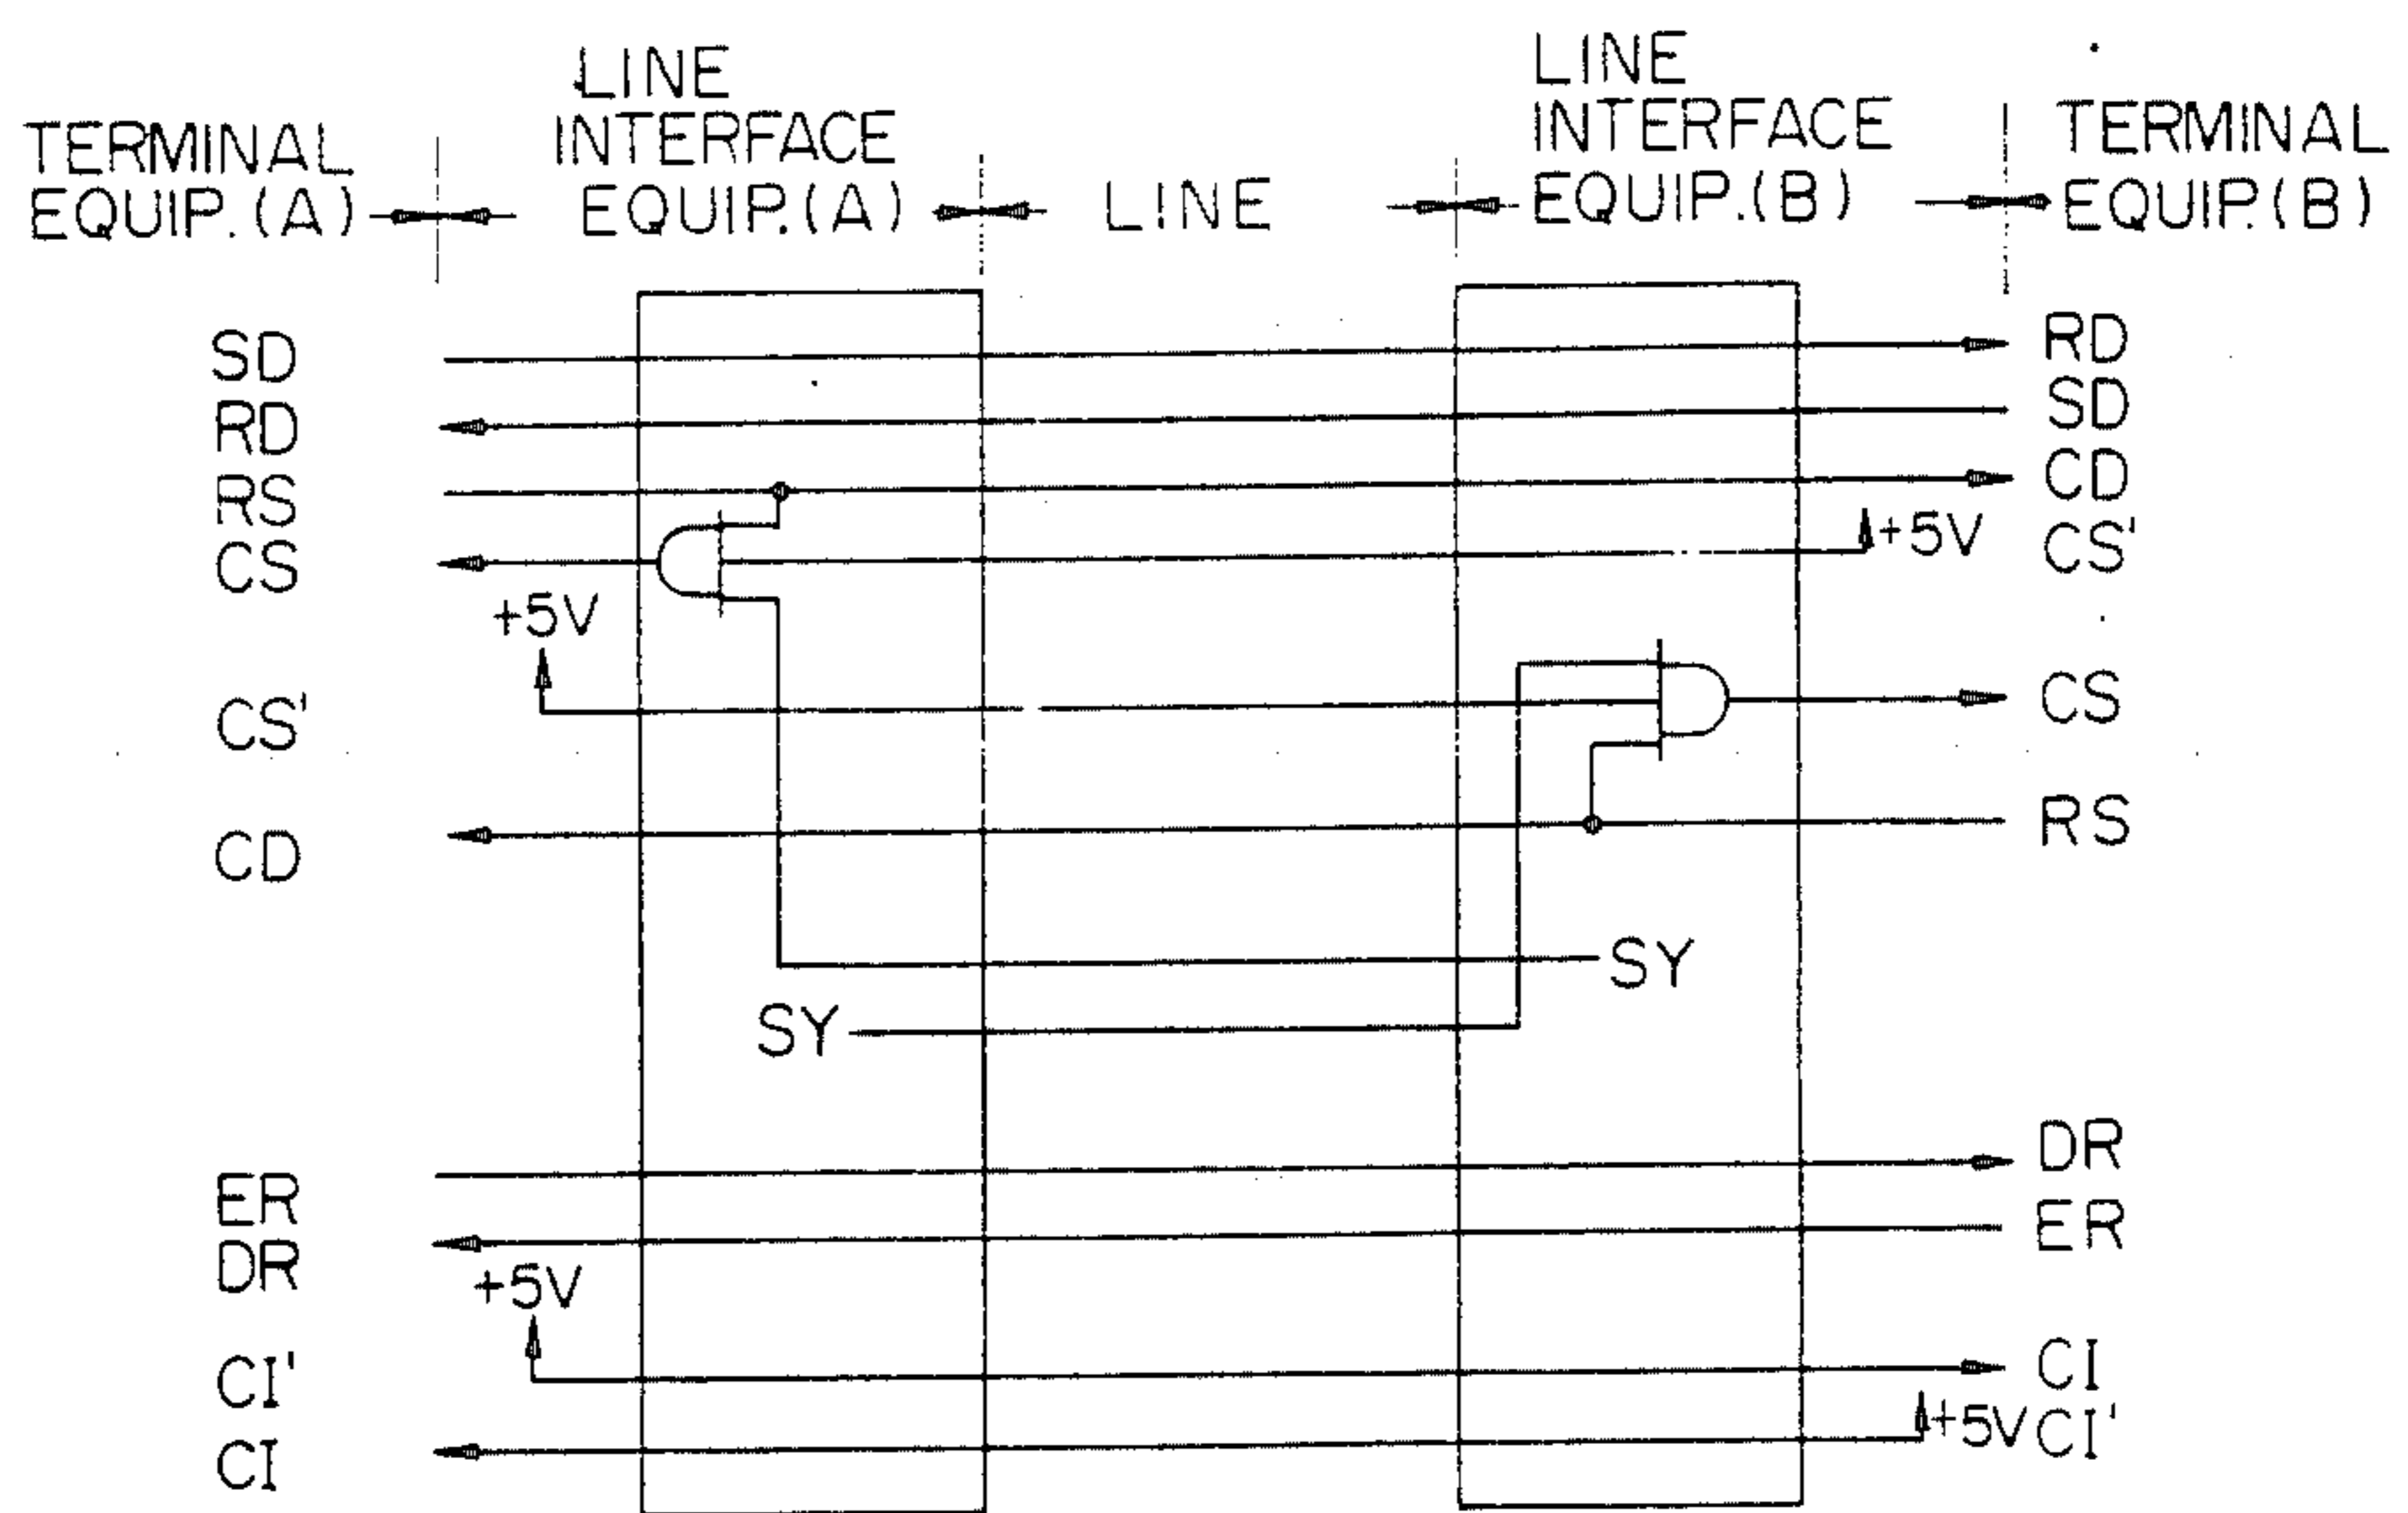 TERMINAL
EQUIP.(A)
LINE
INTERFACE
EQUIP.(A)
LINE
LINE
INTERFACE
EQUIP.(B)
TERMINAL
EQUIP.(B)
SD
RD
RD
SD
RS
CD
CS
+5V
CS'
+5V
CS'
CS
CD
RS
SY
SY
ER
DR
DR
ER
+5V
CI'
CI
CI
+5V
CI'